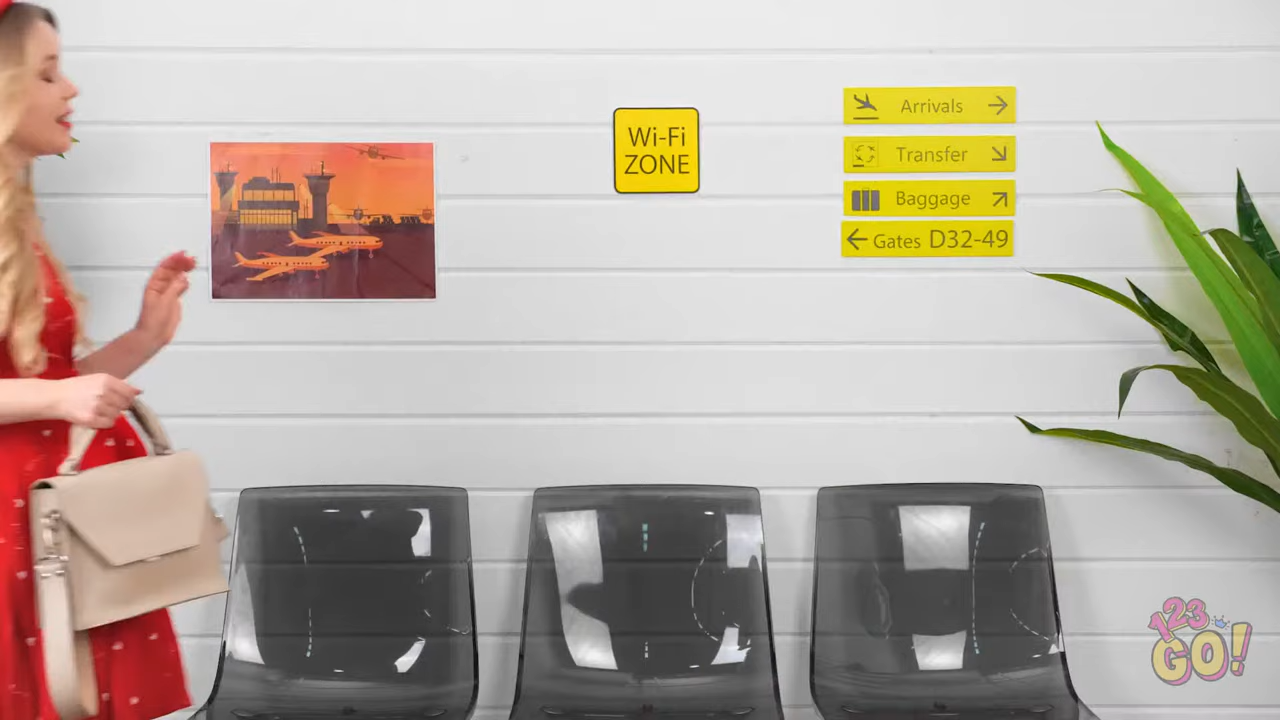 Wi-Fi
ZONE
Arrivals
Transfer
Baggage
Gates D32-49
123
GO!